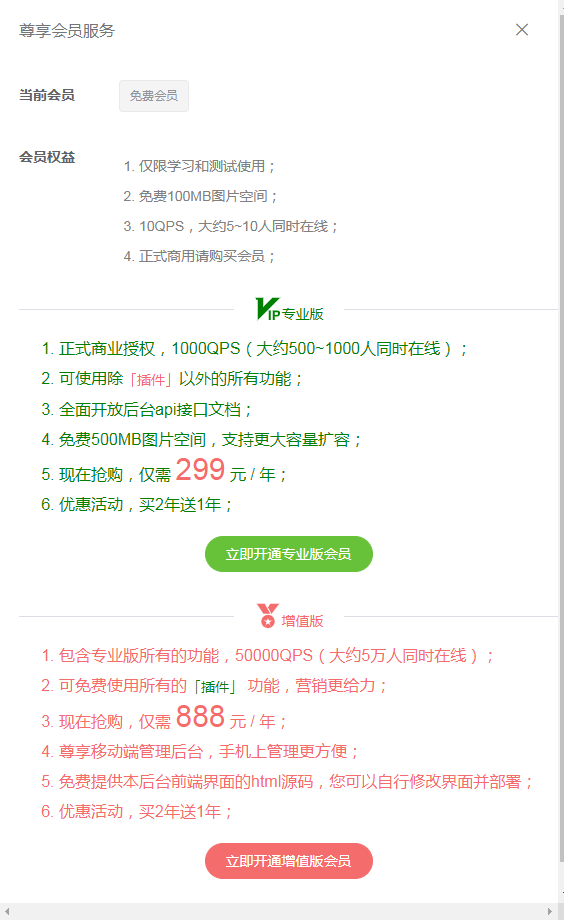 尊享会员服务
当前会员 免费会员
会员权益
1. 仅限学习和测试使用；
2. 免费100MB图片空间；
3. 10QPS，大约5~10人同时在线；
4. 正式商用请购买会员；
VIP专业版
1. 正式商业授权，1000QPS（大约500~1000人同时在线）；
2. 可使用除「插件」以外的所有功能；
3. 全面开放后台api接口文档；
4. 免费500MB图片空间，支持更大容量扩容；
5. 现在抢购，仅需 299 元 / 年；
6. 优惠活动，买2年送1年；
立即开通专业版会员
增值版
1. 包含专业版所有的功能，50000QPS（大约5万人同时在线）；
2. 可免费使用所有的「插件」 功能，营销更给力；
3. 现在抢购，仅需 888 元 / 年；
4. 尊享移动端管理后台，手机上管理更方便；
5. 免费提供本后台前端界面的html源码，您可以自行修改界面并部署；
6. 优惠活动，买2年送1年；
立即开通增值版会员